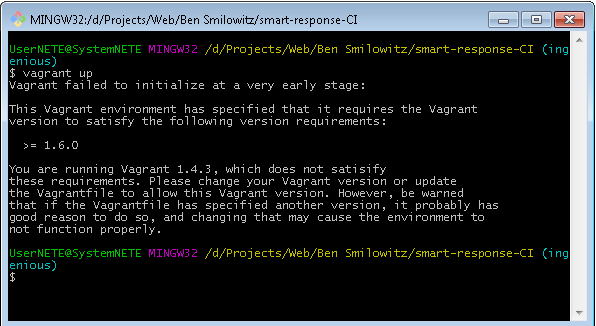 MINGW32:/d/Projects/Web/Ben Smilowitz/smart-response-CI
UserNETE@SystemNETE MINGW32 /d/Projects/Web/Ben Smilowitz/smart-response-CI (ing
enious)
$ vagrant up
Vagrant failed to initialize at a very early stage:
This Vagrant environment has specified that it requires the Vagrant
version to satisfy the following version requirements:
>= 1.6.0
You are running Vagrant 1.4.3, which does not satisify
these requirements. Please change your Vagrant version or update
the Vagrantfile to allow this Vagrant version. However, be warned
that if the Vagrantfile has specified another version, it probably has
good reason to do so, and changing that may cause the environment to
not function properly.
UserNETE@SystemNETE MINGW32 /d/Projects/Web/Ben Smilowitz/smart-response-CI (ing
enious)
$